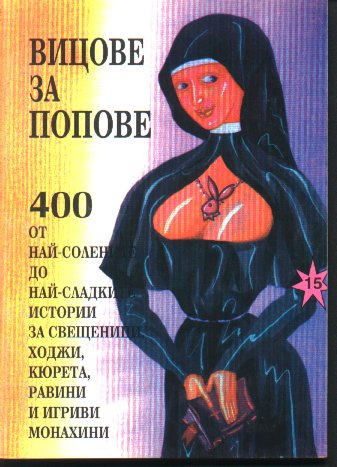 ВИЦОВЕ
ЗА
ПОПОВЕ
400
ОТ
НАЙ-СОЛЕНИТЕ
ДО
НАЙ-СЛАДКИТЕ
ИСТОРИИ
ЗА СВЕЩЕНИЦИ,
ХОДЖИ,
КЮРЕТА,
РАВИНИ
И ИГРИВИ
МОНАХИНИ
15